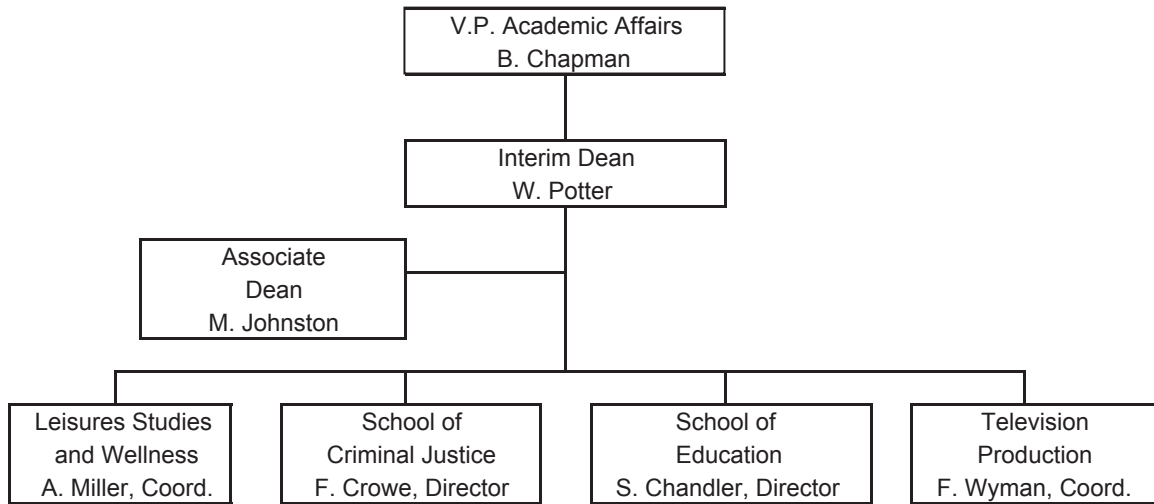 V.P. Academic Affairs
B. Chapman
Interim Dean
W. Potter
Associate
Dean
M. Johnston
Leisures Studies
and Wellness
A. Miller, Coord.
School of
Criminal Justice
F. Crowe, Director
School of
Education
S. Chandler, Director
Television
Production
F. Wyman, Coord.